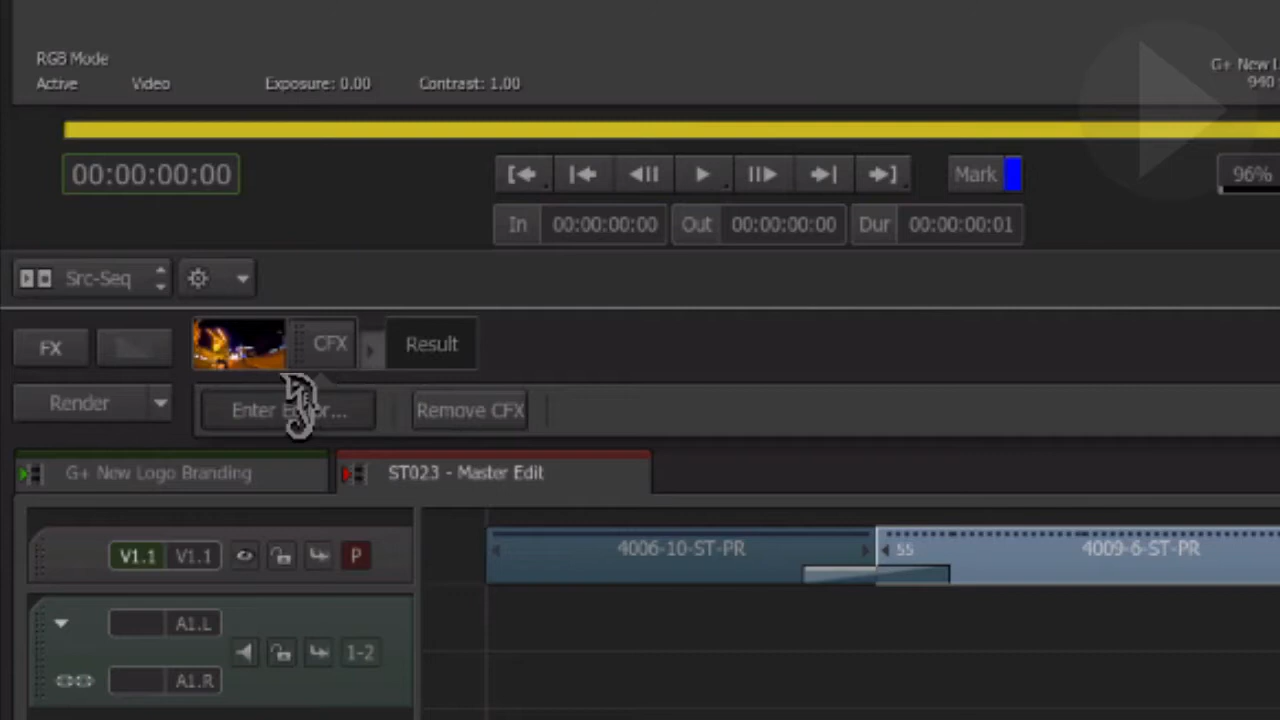 RGB Mode
Active Video Exposure: 0.00 Contrast: 1.00
G+ New
940
00:00:00:00
Mark
96%
In 00:00:00:00 Out 00:00:00:00 Dur 00:00:00:01
Src-Seq
FX CFX Result
Render Enter Editor... Remove CFX
G+ New Logo Branding ST023 - Master Edit
V1.1 V1.1 P 4006-10-ST-PR 55 4009-6-ST-PR
A1.L
1-2
A1.R